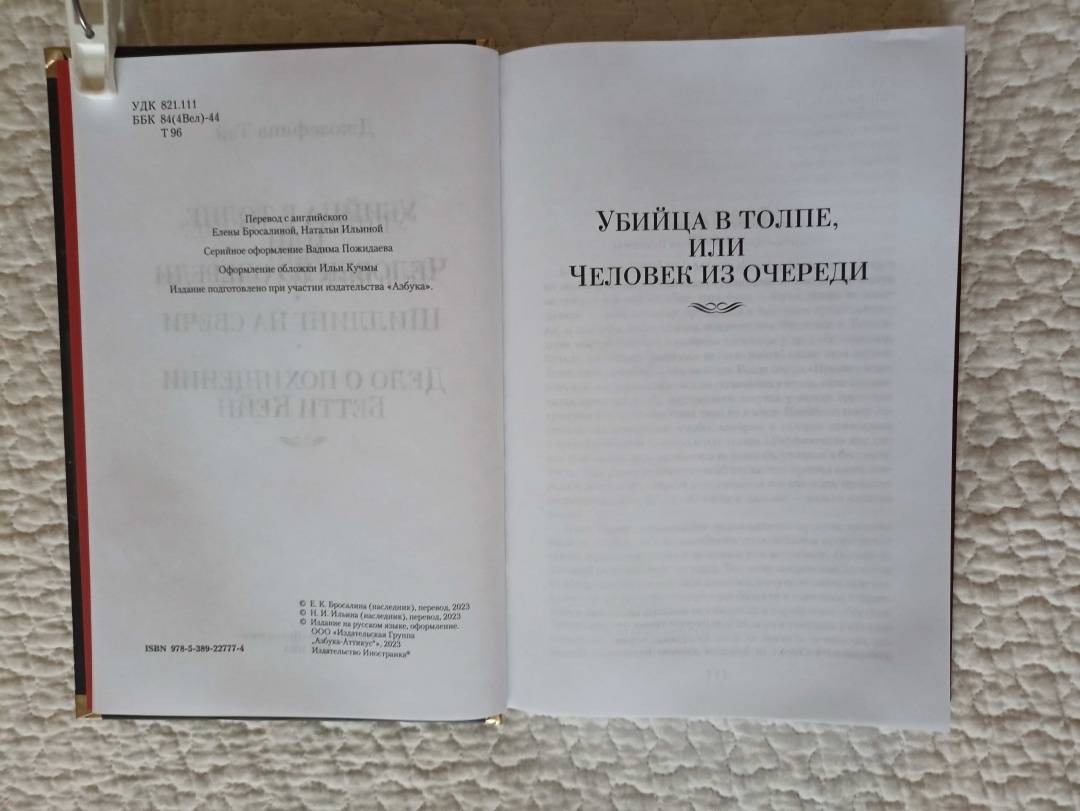 УДК 821.111
ББК 84(4Вел)-44
Т 96
Перевод с английского
Елены Бросалиной, Натальи Ильиной
Серийное оформление Вадима Пожидаева
Оформление обложки Ильи Кучмы
Издание подготовлено при участии издательства «Азбука».
© Е. К. Бросалина (наследник), перевод, 2023
© Н. И. Ильина (наследник), перевод, 2023
© Издание на русском языке, оформление.
ООО «Издательская Группа
„Азбука-Аттикус“», 2023
Издательство Иностранка®
ISBN 978-5-389-22777-4
Убийца в толпе,
или
Человек из очереди